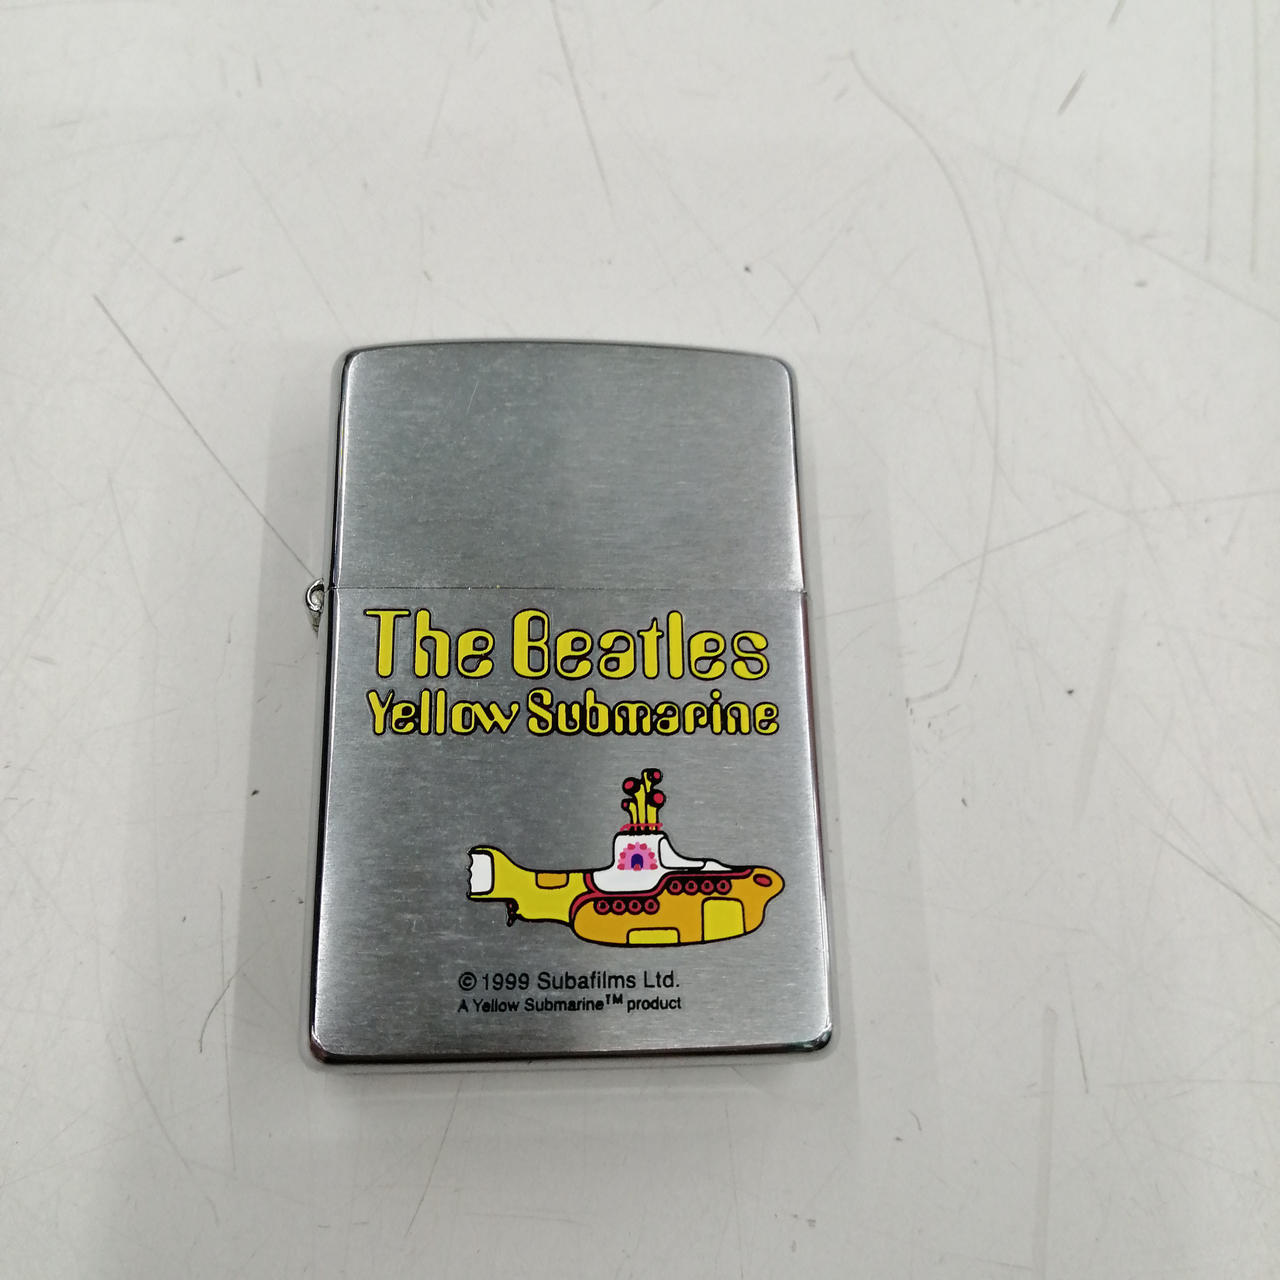 The Beatles
Yellow Submarine
© 1999 Subafilms Ltd.
A Yellow Submarine™ product